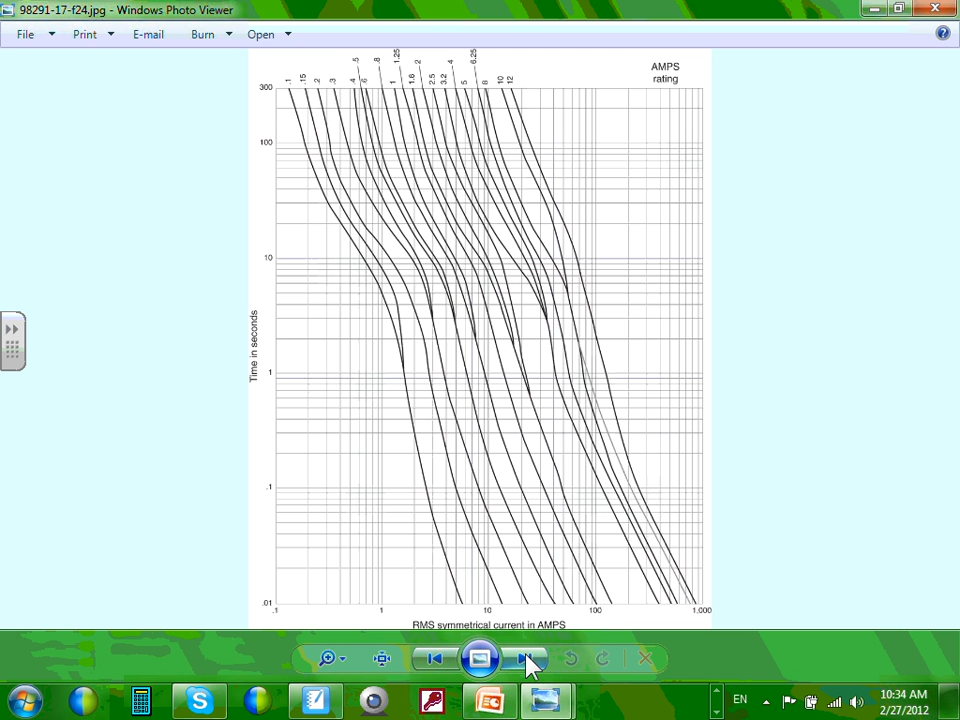 98291-17-f24.jpg - Windows Photo Viewer
File Print E-mail Burn Open
AMPS
rating
.1 .15 .2 .3 .4 .5 .6 .8 1 1.25 1.6 2 2.5 3.2 4 5 6.25 8 10 12
300
100
10
1
.1
.01
Time in seconds
.1 1 10 100 1,000
RMS symmetrical current in AMPS
EN
10:34 AM
2/27/2012